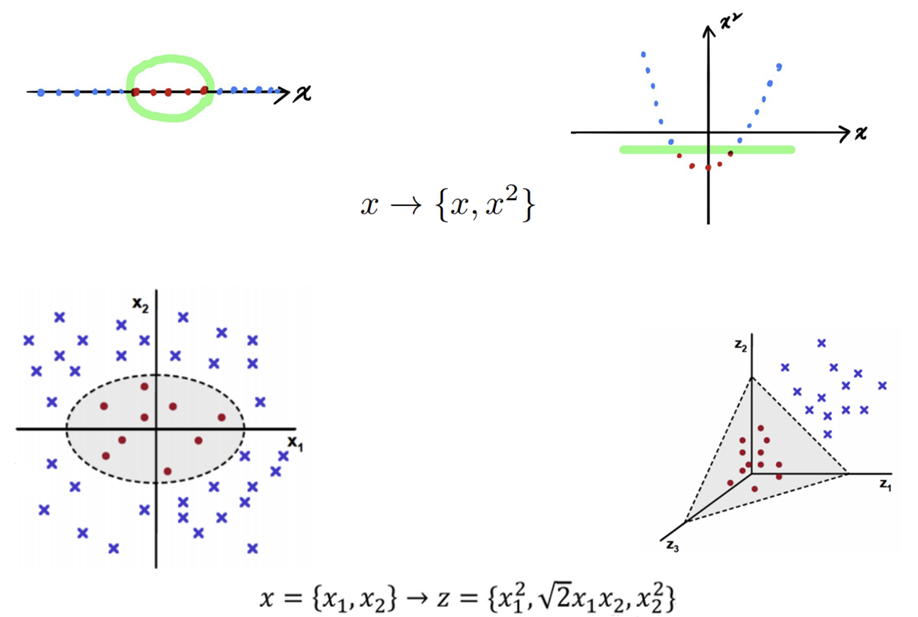 x
x²
x
x → {x, x²}
x₂
x₁
z₂
z₁
z₃
x = {x₁, x₂} → z = {x₁², √2x₁x₂, x₂²}